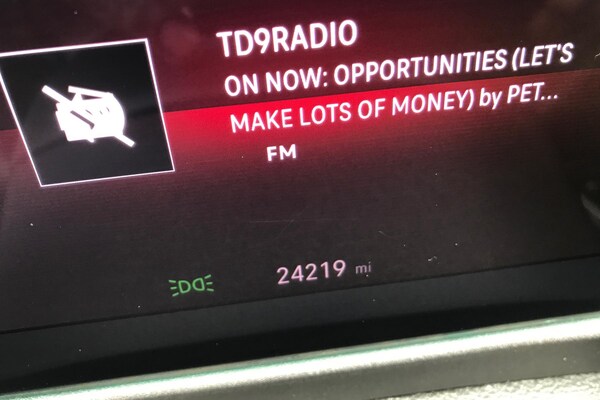 TD9RADIO
ON NOW: OPPORTUNITIES (LET'S
MAKE LOTS OF MONEY) by PET...
FM
24219 mi